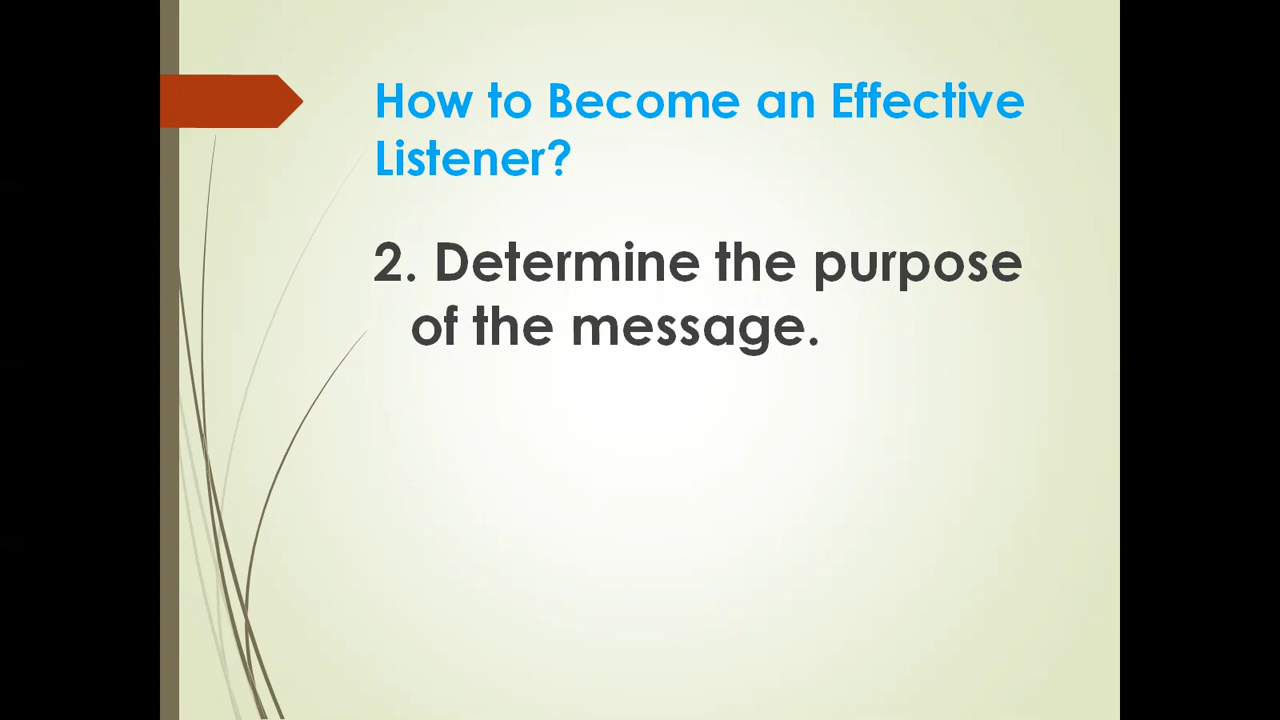 How to Become an Effective
Listener?
2. Determine the purpose
of the message.